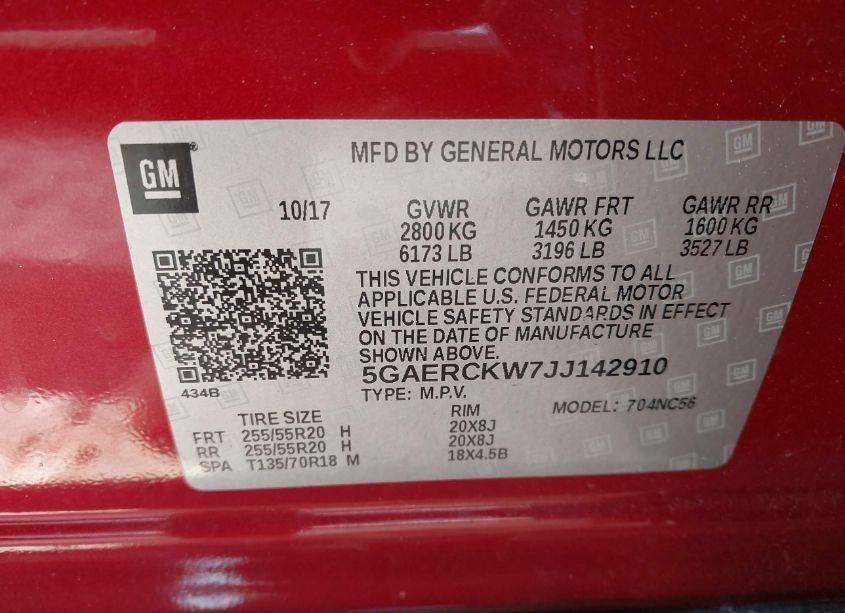 GM
MFD BY GENERAL MOTORS LLC
10/17 GVWR GAWR FRT GAWR RR
2800 KG 1450 KG 1600 KG
6173 LB 3196 LB 3527 LB
THIS VEHICLE CONFORMS TO ALL
APPLICABLE U.S. FEDERAL MOTOR
VEHICLE SAFETY STANDARDS IN EFFECT
ON THE DATE OF MANUFACTURE
SHOWN ABOVE.
434B
5GAERCKW7JJ142910
TYPE: M.P.V. MODEL: 704NC56
TIRE SIZE RIM
FRT 255/55R20 H 20X8J
RR 255/55R20 H 20X8J
SPA T135/70R18 M 18X4.5B